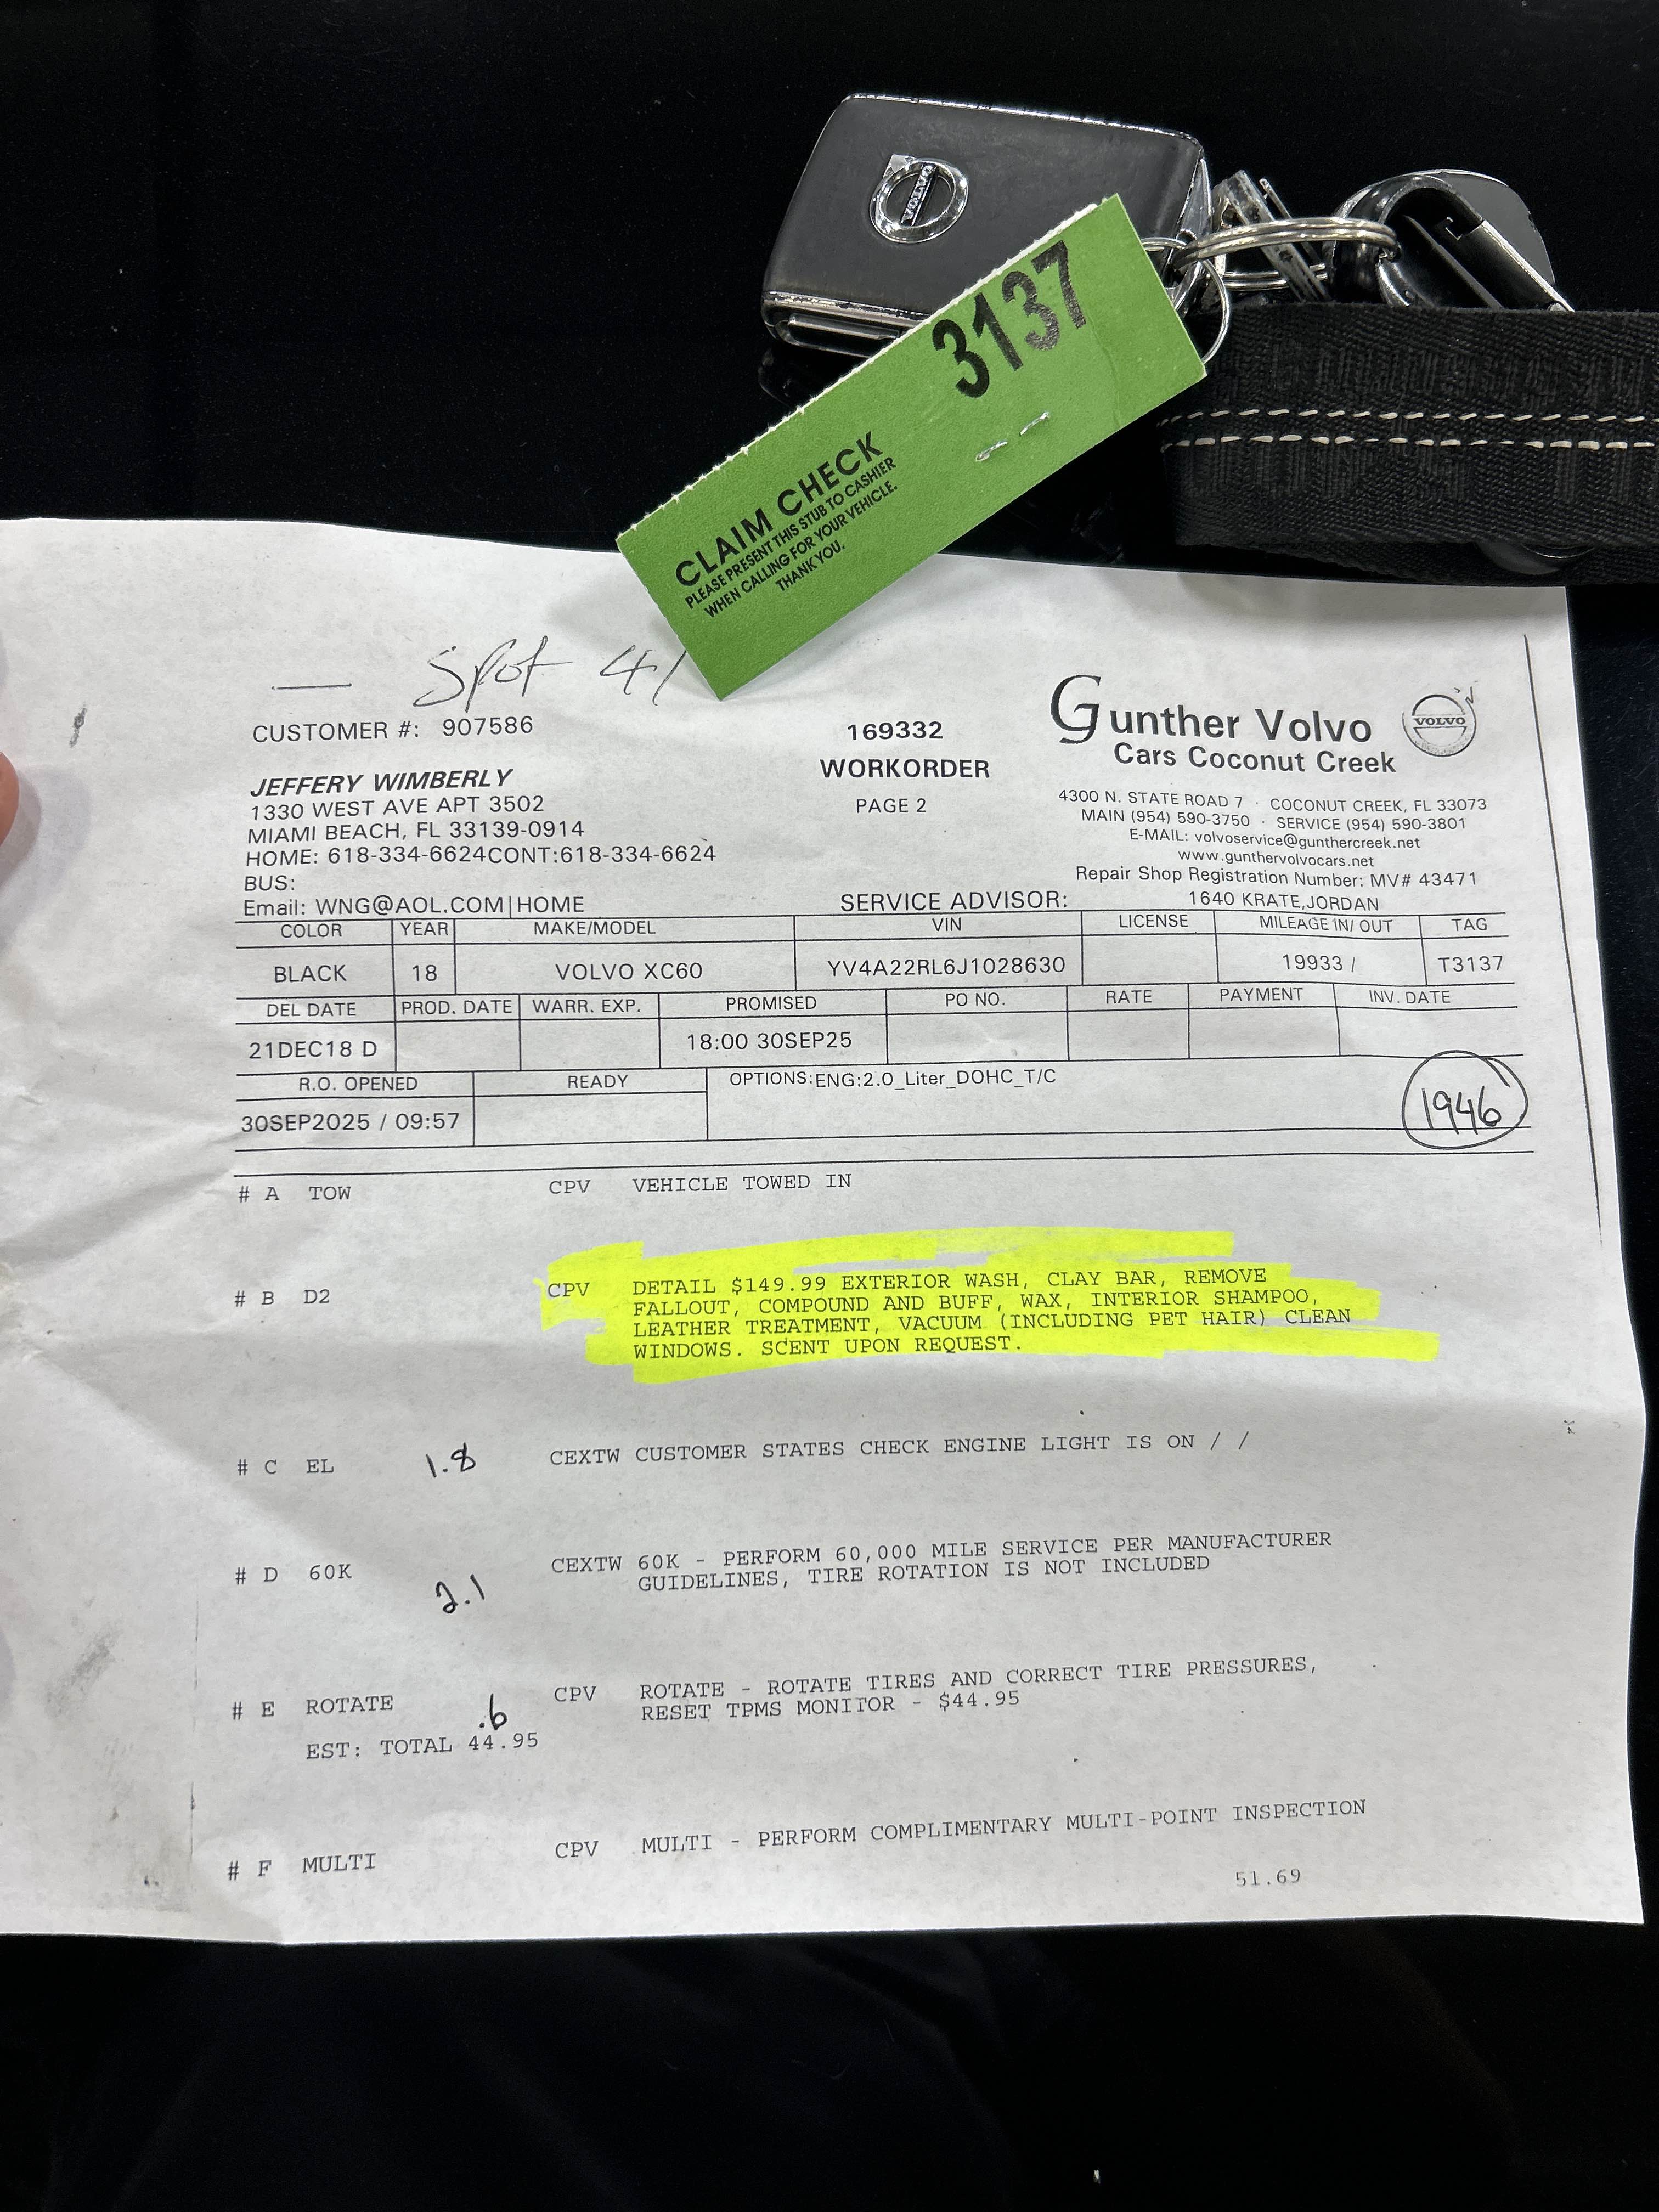 VOLVO
3137
CLAIM CHECK
PLEASE PRESENT THIS STUB TO CASHIER
WHEN CALLING FOR YOUR VEHICLE.
THANK YOU.
Spot 41
CUSTOMER #: 907586
169332
WORKORDER
PAGE 2
Gunther Volvo
Cars Coconut Creek
VOLVO
4300 N. STATE ROAD 7 · COCONUT CREEK, FL 33073
MAIN (954) 590-3750 · SERVICE (954) 590-3801
E-MAIL: volvoservice@gunthercreek.net
www.gunthervolvocars.net
Repair Shop Registration Number: MV# 43471
JEFFERY WIMBERLY
1330 WEST AVE APT 3502
MIAMI BEACH, FL 33139-0914
HOME: 618-334-6624CONT:618-334-6624
BUS:
Email: WNG@AOL.COM|HOME
SERVICE ADVISOR: 1640 KRATE,JORDAN
COLOR YEAR MAKE/MODEL VIN LICENSE MILEAGE IN/ OUT TAG
BLACK 18 VOLVO XC60 YV4A22RL6J1028630 19933 / T3137
DEL DATE PROD. DATE WARR. EXP. PROMISED PO NO. RATE PAYMENT INV. DATE
21DEC18 D 18:00 30SEP25
R.O. OPENED READY OPTIONS:ENG:2.0_Liter_DOHC_T/C
30SEP2025 / 09:57
1946
# A TOW CPV VEHICLE TOWED IN
# B D2 CPV DETAIL $149.99 EXTERIOR WASH, CLAY BAR, REMOVE
FALLOUT, COMPOUND AND BUFF, WAX, INTERIOR SHAMPOO,
LEATHER TREATMENT, VACUUM (INCLUDING PET HAIR) CLEAN
WINDOWS. SCENT UPON REQUEST.
# C EL 1.8 CEXTW CUSTOMER STATES CHECK ENGINE LIGHT IS ON / /
# D 60K 2.1 CEXTW 60K - PERFORM 60,000 MILE SERVICE PER MANUFACTURER
GUIDELINES, TIRE ROTATION IS NOT INCLUDED
# E ROTATE .6 CPV ROTATE - ROTATE TIRES AND CORRECT TIRE PRESSURES,
RESET TPMS MONITOR - $44.95
EST: TOTAL 44.95
# F MULTI CPV MULTI - PERFORM COMPLIMENTARY MULTI-POINT INSPECTION
51.69